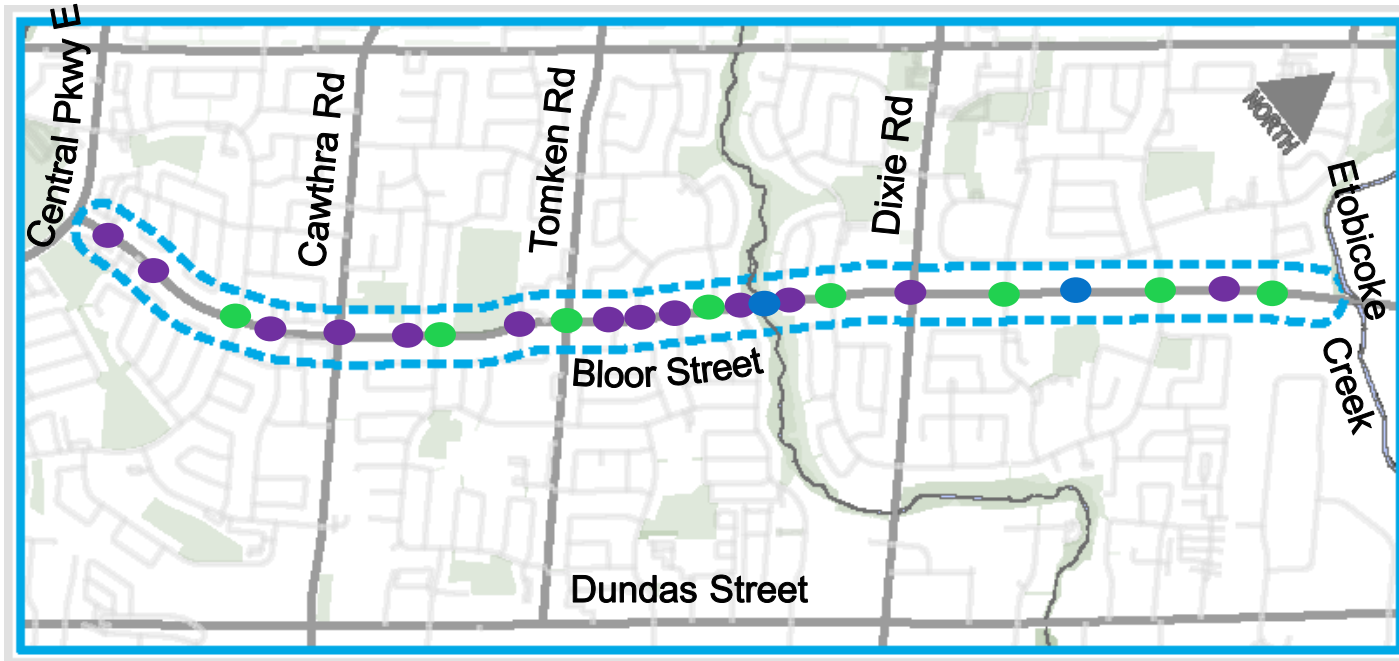 Central Pkwy E
Cawthra Rd
Tomken Rd
Dixie Rd
NORTH
Etobicoke
Creek
Bloor Street
Dundas Street